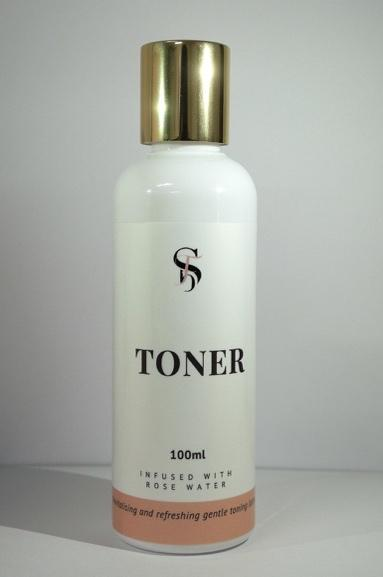 TONER
100ml
INFUSED WITH
ROSE WATER
and refreshing gentle toning